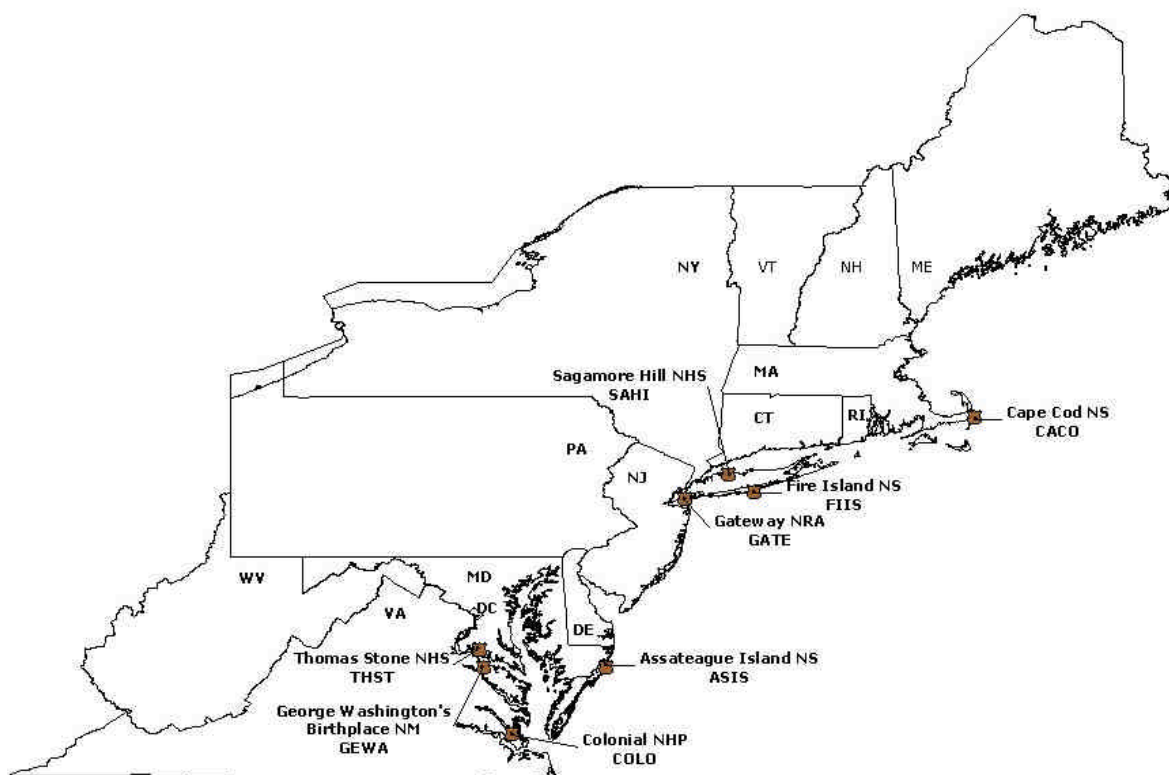 NY
VT
NH
ME
Sagamore Hill NHS
SAHI
MA
CT
RI
Cape Cod NS
CACO
PA
NJ
Fire Island NS
FIIS
Gateway NRA
GATE
WV
MD
VA
DC
DE
Thomas Stone NHS
THST
Assateague Island NS
ASIS
George Washington's
Birthplace NM
GEWA
Colonial NHP
COLO